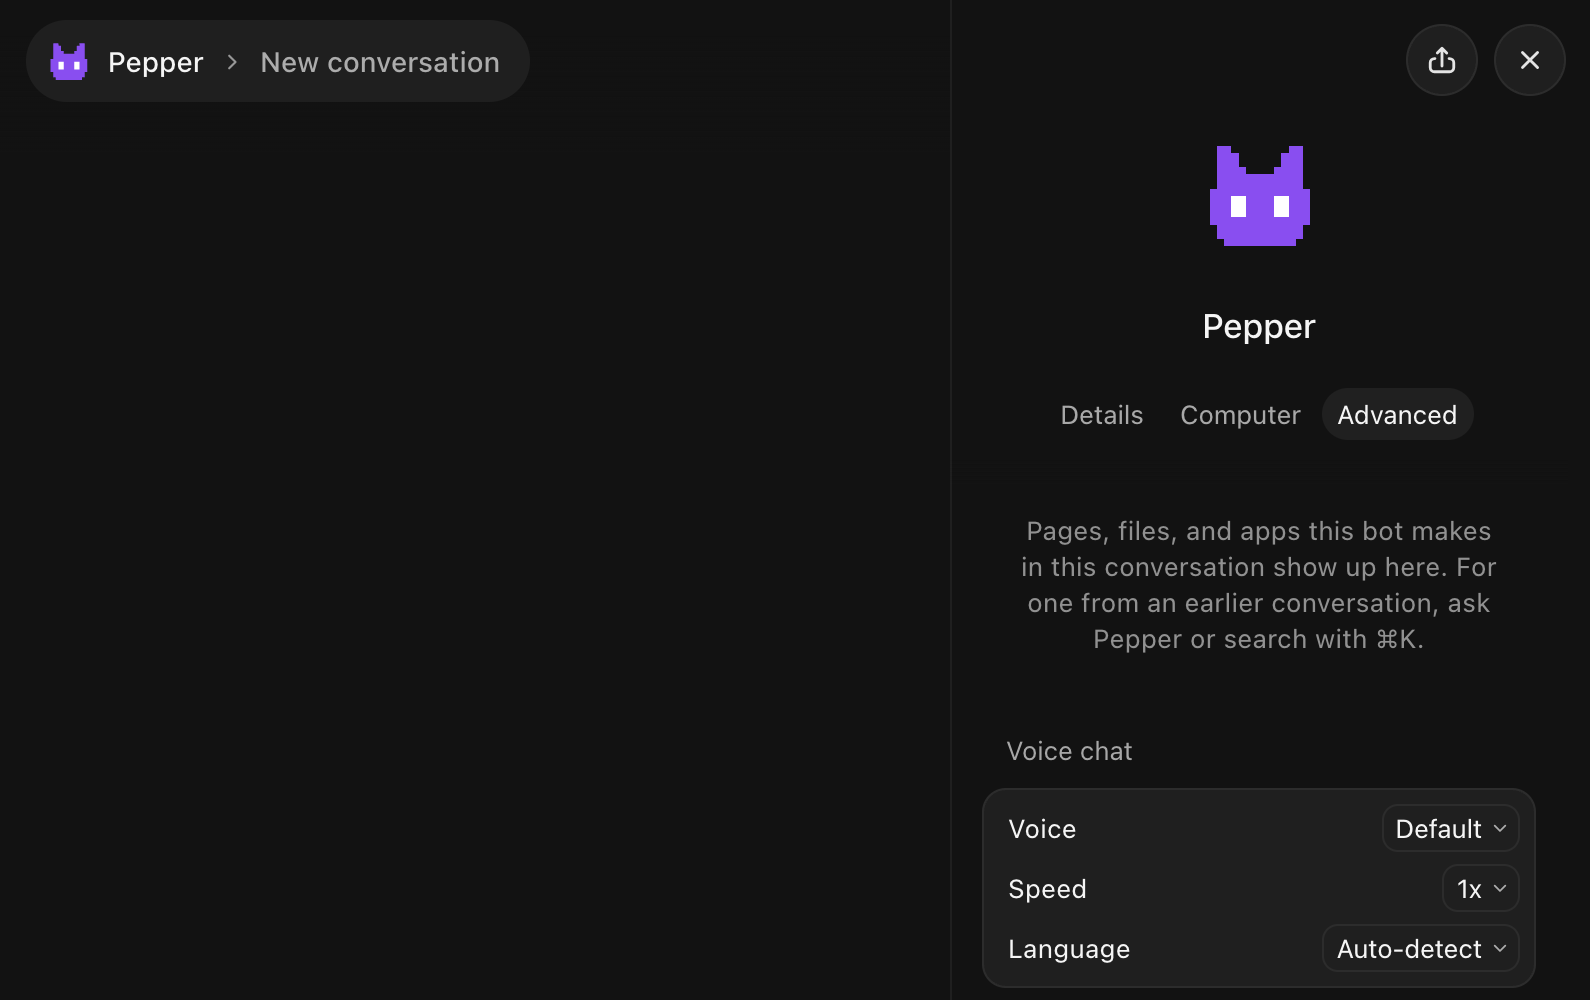 Pepper > New conversation
Pepper
Details Computer Advanced
Pages, files, and apps this bot makes
in this conversation show up here. For
one from an earlier conversation, ask
Pepper or search with ⌘K.
Voice chat
Voice Default
Speed 1x
Language Auto-detect